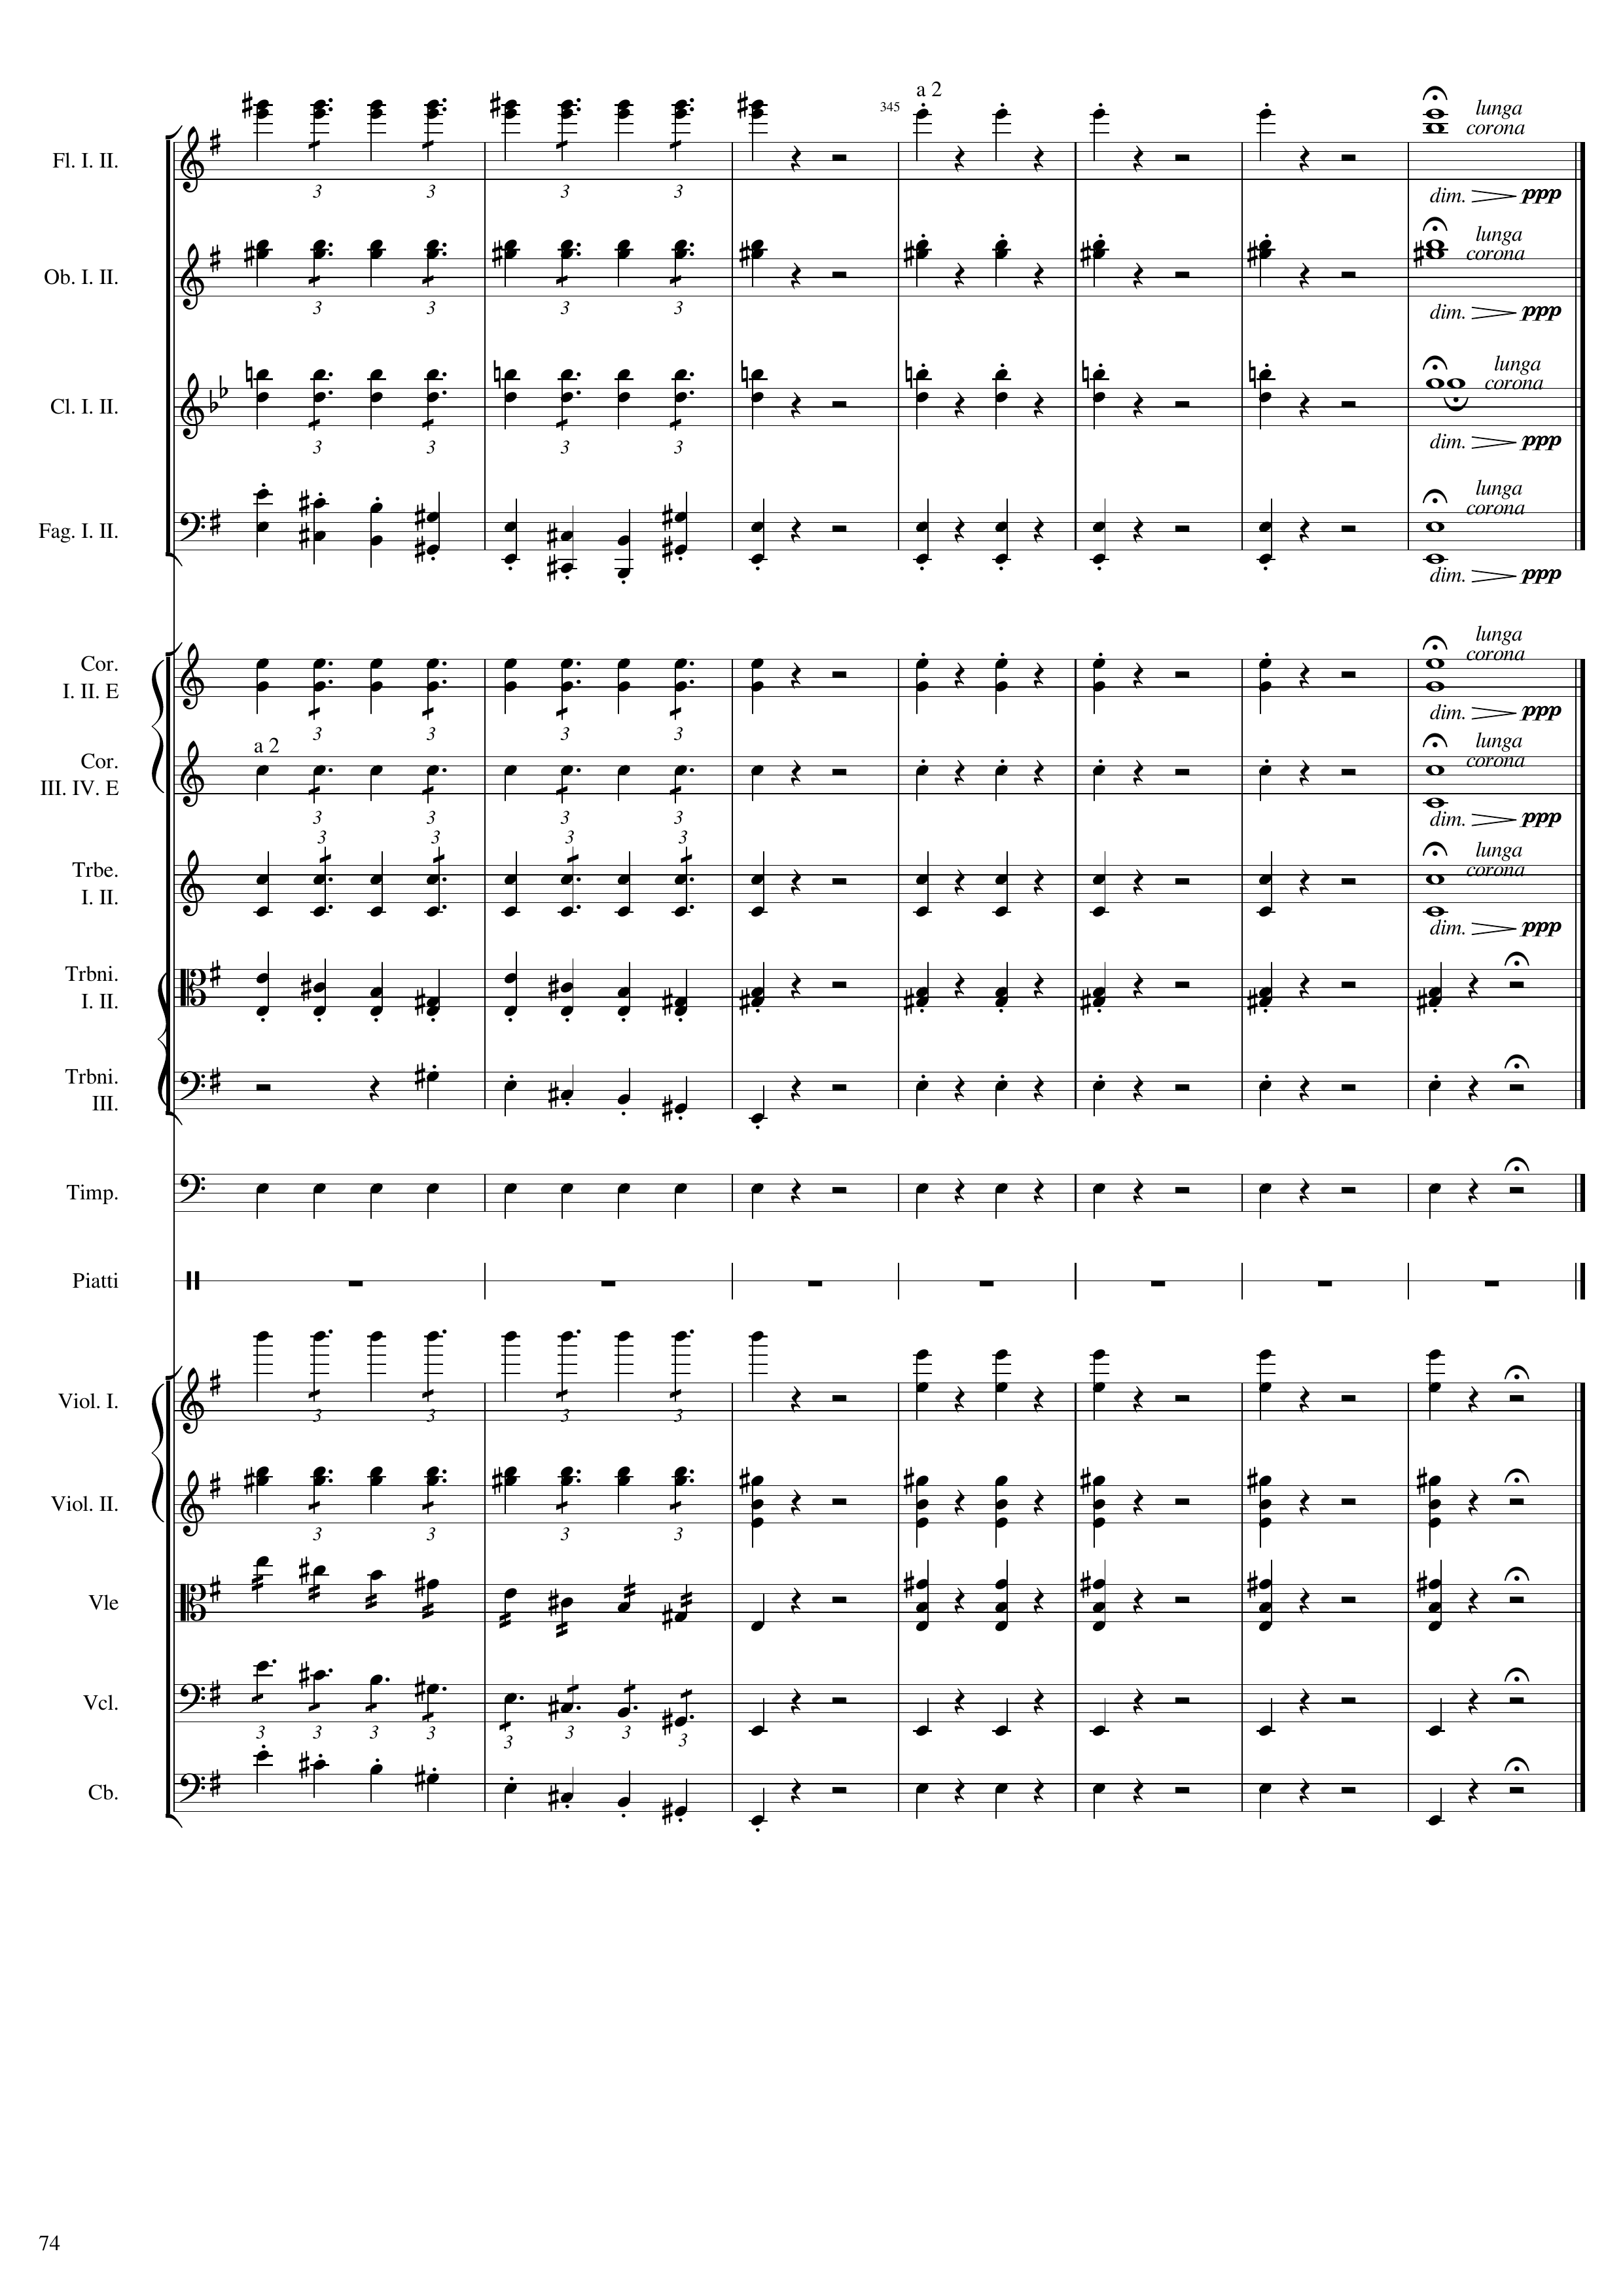 a 2
345
lunga
corona
Fl. I. II.
3 3 3 3
dim. ppp
lunga
corona
Ob. I. II.
3 3 3 3
dim. ppp
lunga
corona
Cl. I. II.
3 3 3 3
dim. ppp
lunga
corona
Fag. I. II.
dim. ppp
lunga
corona
Cor.
I. II. E
3 3 3 3
dim. ppp
a 2
lunga
corona
Cor.
III. IV. E
3 3 3 3
dim. ppp
3 3 3 3
lunga
corona
Trbe.
I. II.
dim. ppp
Trbni.
I. II.
Trbni.
III.
Timp.
Piatti
Viol. I.
3 3 3 3
Viol. II.
3 3 3 3
Vle
Vcl.
3 3 3 3 3 3 3 3
Cb.
74